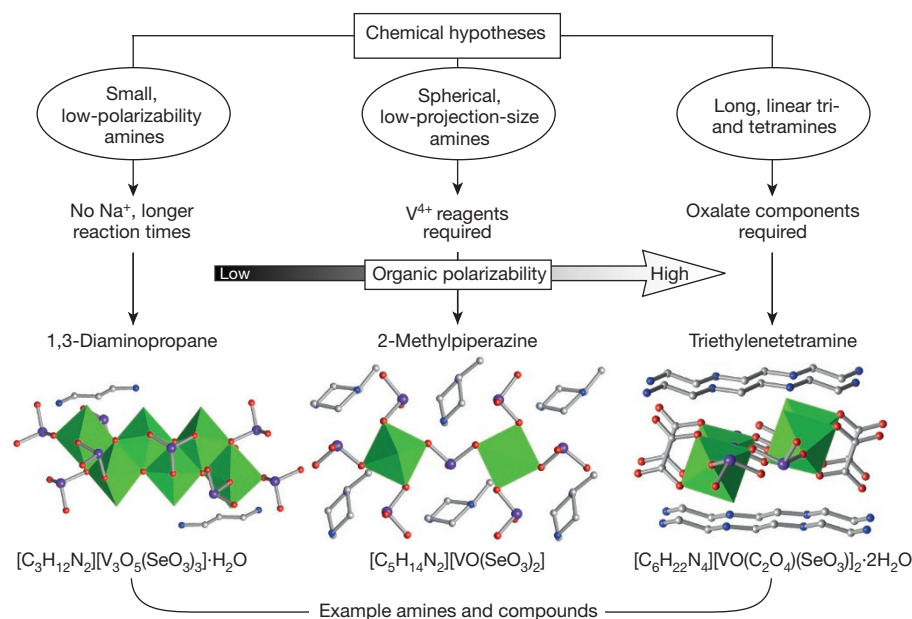 Chemical hypotheses
Small,
low-polarizability
amines
Spherical,
low-projection-size
amines
Long, linear tri-
and tetramines
No Na⁺, longer
reaction times
V⁴⁺ reagents
required
Oxalate components
required
Low
Organic polarizability
High
1,3-Diaminopropane
2-Methylpiperazine
Triethylenetetramine
[C₃H₁₂N₂][V₃O₅(SeO₃)₃]·H₂O
[C₅H₁₄N₂][VO(SeO₃)₂]
[C₆H₂₂N₄][VO(C₂O₄)(SeO₃)]₂·2H₂O
Example amines and compounds